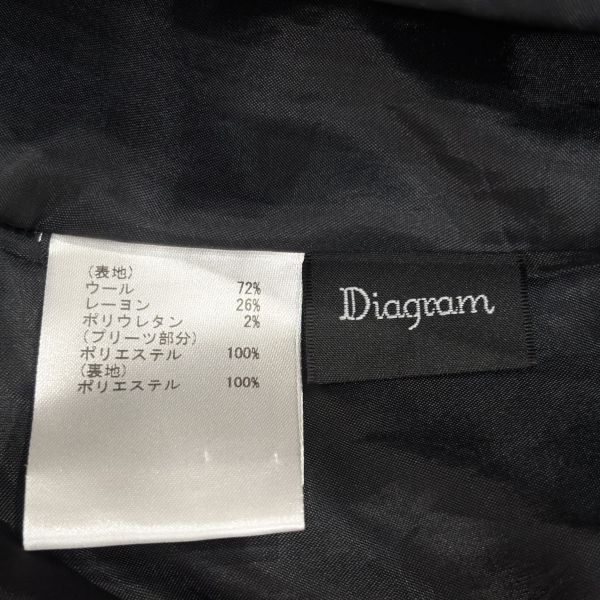 (表地)
ウール 72%
レーヨン 26%
ポリウレタン 2%
(プリーツ部分)
ポリエステル 100%
(裏地)
ポリエステル 100%
Diagram